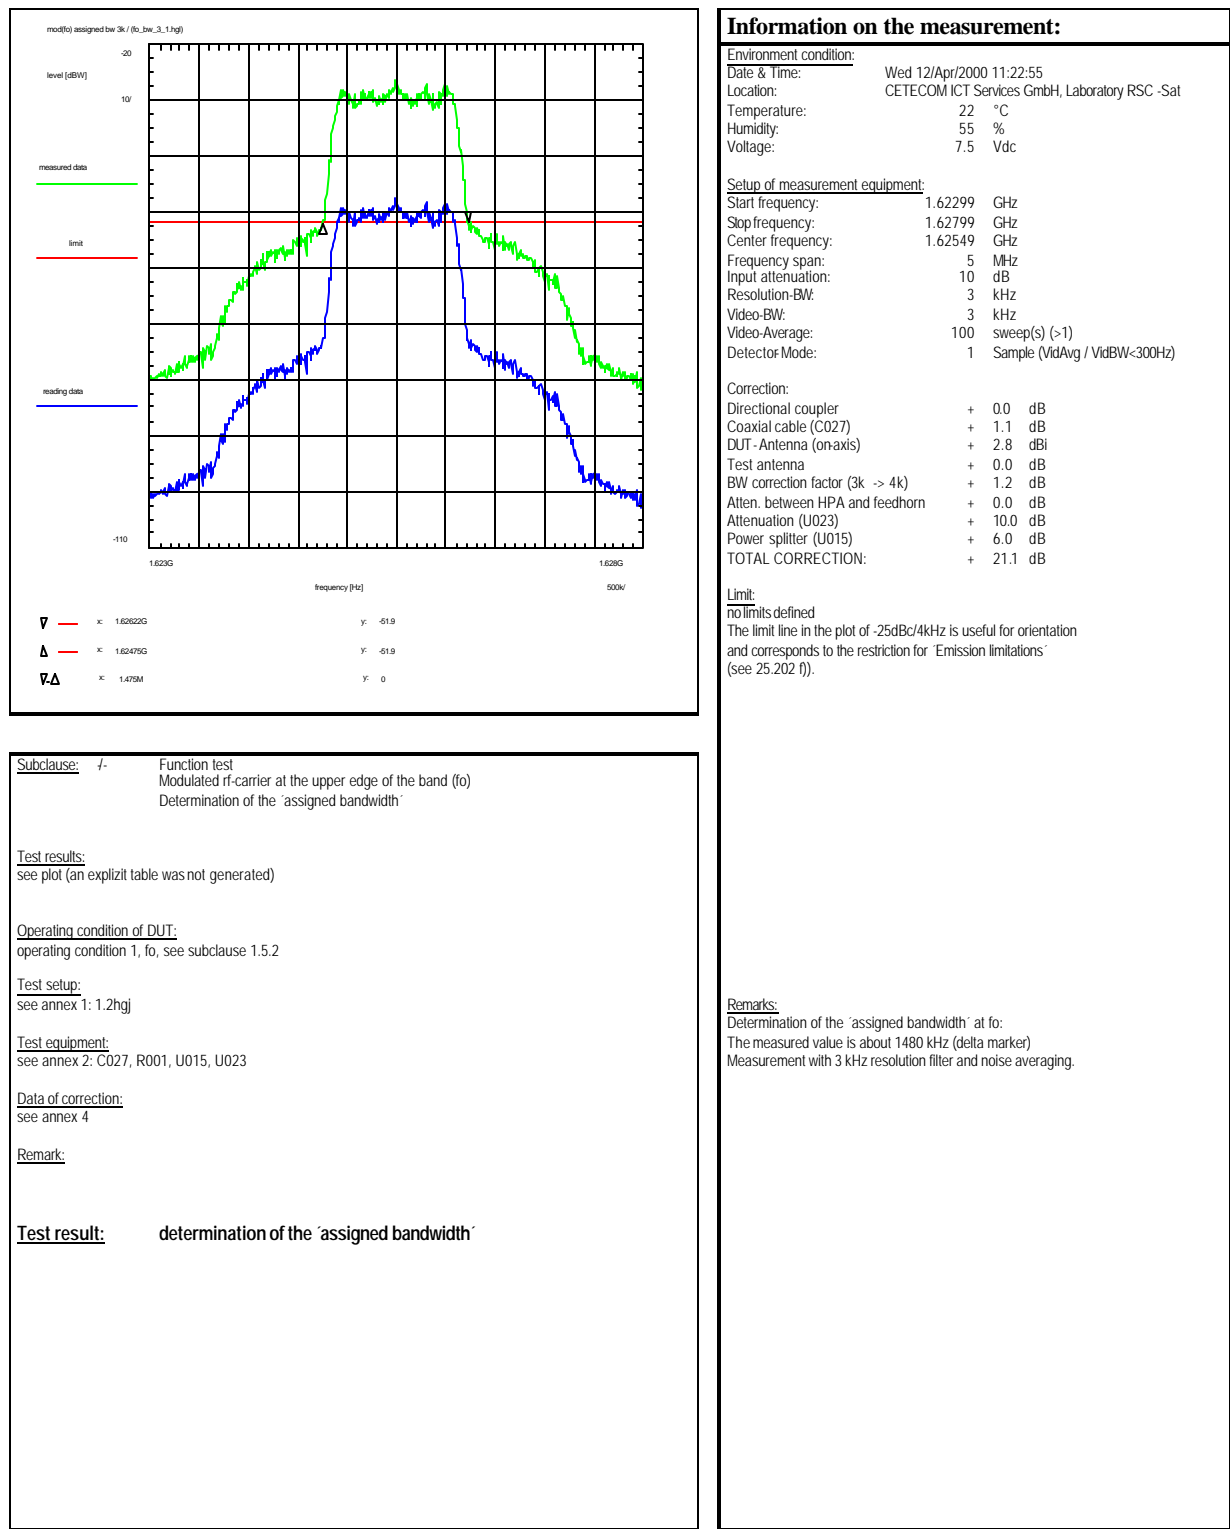 mod(fo) assigned bw 3k / (fo_bw_3_1.hgl)
-20
level [dBW]
10/
measured data
limit
reading data
-110
1.623G
1.628G
frequency [Hz]
500k/
x: 1.62622G y: -51.9
x: 1.62475G y: -51.9
x: 1.475M y: 0
Information on the measurement:
Environment condition:
Date & Time: Wed 12/Apr/2000 11:22:55
Location: CETECOM ICT Services GmbH, Laboratory RSC -Sat
Temperature: 22 °C
Humidity: 55 %
Voltage: 7.5 Vdc
Setup of measurement equipment:
Start frequency: 1.62299 GHz
Stop frequency: 1.62799 GHz
Center frequency: 1.62549 GHz
Frequency span: 5 MHz
Input attenuation: 10 dB
Resolution-BW: 3 kHz
Video-BW: 3 kHz
Video-Average: 100 sweep(s) (>1)
Detector-Mode: 1 Sample (VidAvg / VidBW<300Hz)
Correction:
Directional coupler + 0.0 dB
Coaxial cable (C027) + 1.1 dB
DUT-Antenna (on-axis) + 2.8 dBi
Test antenna + 0.0 dB
BW correction factor (3k -> 4k) + 1.2 dB
Atten. between HPA and feedhorn + 0.0 dB
Attenuation (U023) + 10.0 dB
Power splitter (U015) + 6.0 dB
TOTAL CORRECTION: + 21.1 dB
Limit:
no limits defined
The limit line in the plot of -25dBc/4kHz is useful for orientation
and corresponds to the restriction for ´Emission limitations´
(see 25.202 f)).
Remarks:
Determination of the ´assigned bandwidth´ at fo:
The measured value is about 1480 kHz (delta marker)
Measurement with 3 kHz resolution filter and noise averaging.
Subclause: -/- Function test
Modulated rf-carrier at the upper edge of the band (fo)
Determination of the ´assigned bandwidth´
Test results:
see plot (an explizit table was not generated)
Operating condition of DUT:
operating condition 1, fo, see subclause 1.5.2
Test setup:
see annex 1: 1.2hgj
Test equipment:
see annex 2: C027, R001, U015, U023
Data of correction:
see annex 4
Remark:
Test result: determination of the ´assigned bandwidth´